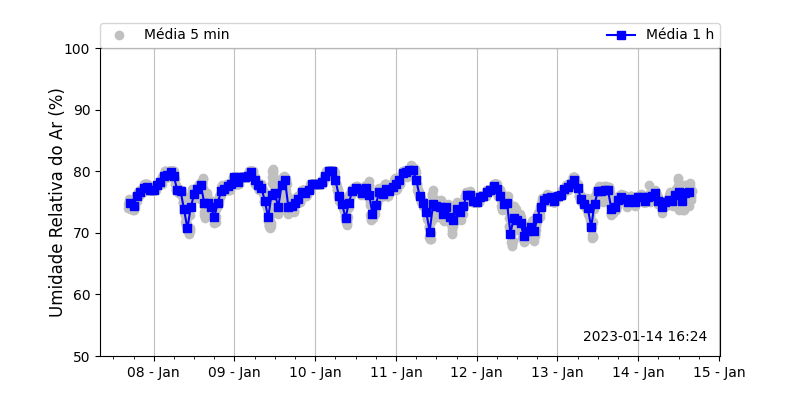 Média 5 min
Média 1 h
Umidade Relativa do Ar (%)
100
90
80
70
60
50
2023-01-14 16:24
08 - Jan
09 - Jan
10 - Jan
11 - Jan
12 - Jan
13 - Jan
14 - Jan
15 - Jan